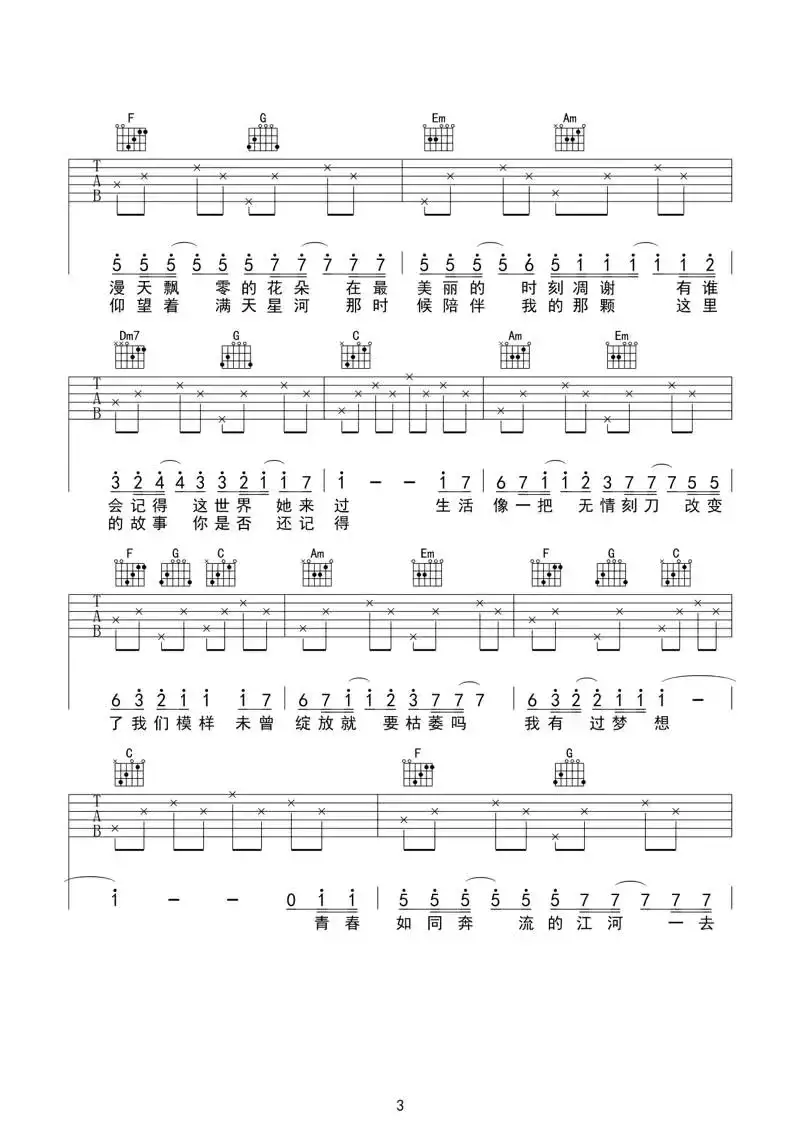 F G Em Am
T A B
5 5 5 5 5 5 7 7 7 7 7 | 5 5 5 5 6 5 1 1 1 1 1 2
漫天飘 零的花朵 在最 美丽的 时刻凋谢 有谁
仰望着 满天星河 那时 候陪伴 我的那颗 这里
Dm7 G C Am Em
T A B
3 2 4 4 3 3 2 1 1 7 | 1 - - 1 7 | 6 7 1 1 2 3 7 7 7 5 5
会记得 这世界 她来过 生活 像一把 无情刻刀 改变
的故事 你是否 还记得
F G C Am Em F G C
T A B
6 3 2 1 1 1 7 | 6 7 1 1 2 3 7 7 7 | 6 3 2 2 1 1 1 1 -
了我们模样 未曾 绽放就 要枯萎吗 我有 过梦 想
C F G
T A B
1 - - 0 1 1 | 5 5 5 5 5 5 5 7 7 7 7 7
青春 如同奔 流的江河 一去
3